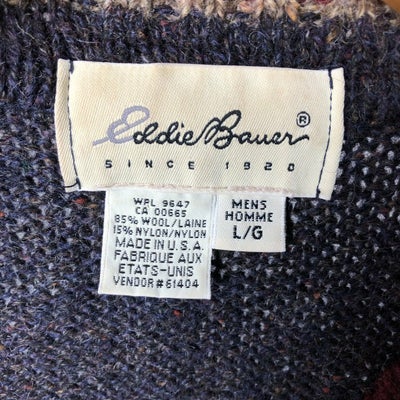 Eddie Bauer ®
SINCE 1920
WPL 9647
CA 00665
85% WOOL/LAINE
15% NYLON/NYLON
MADE IN U.S.A.
FABRIQUE AUX
ETATS-UNIS
VENDOR #61404
MENS
HOMME
L/G